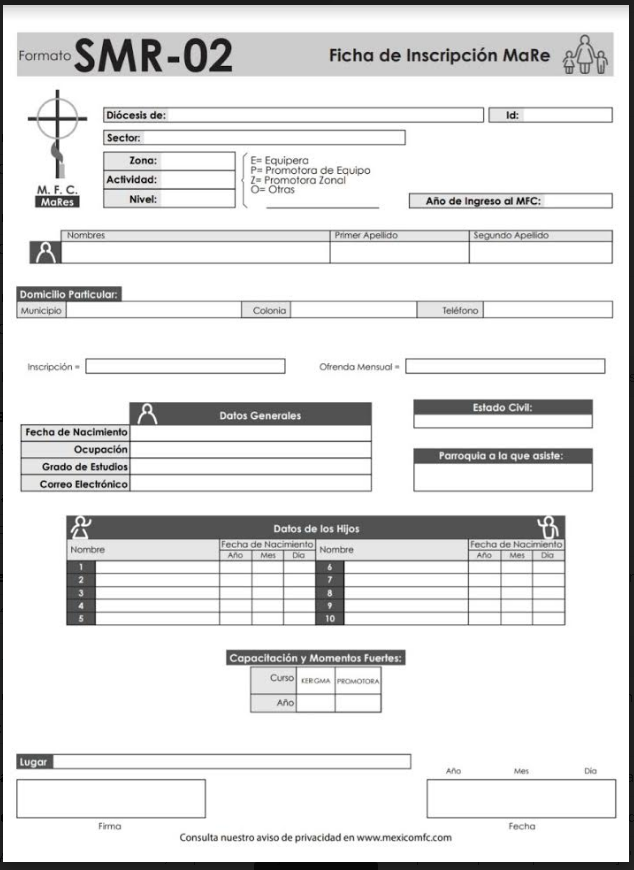 Formato SMR-02 Ficha de Inscripción MaRe
Diócesis de: Id:
Sector:
Zona: E= Equipera
P= Promotora de Equipo
Actividad: Z= Promotora Zonal
O= Otras
Nivel:
M. F. C.
MaRes
Año de Ingreso al MFC:
Nombres Primer Apellido Segundo Apellido
Domicilio Particular:
Municipio Colonia Teléfono
Inscripción = Ofrenda Mensual =
Datos Generales
Fecha de Nacimiento
Ocupación
Grado de Estudios
Correo Electrónico
Estado Civil:
Parroquia a la que asiste:
Datos de los Hijos
Nombre Fecha de Nacimiento Nombre Fecha de Nacimiento
Año Mes Día Año Mes Día
1 6
2 7
3 8
4 9
5 10
Capacitación y Momentos Fuertes:
Curso KERIGMA PROMOTORA
Año
Lugar
Año Mes Día
Firma Fecha
Consulta nuestro aviso de privacidad en www.mexicomfc.com